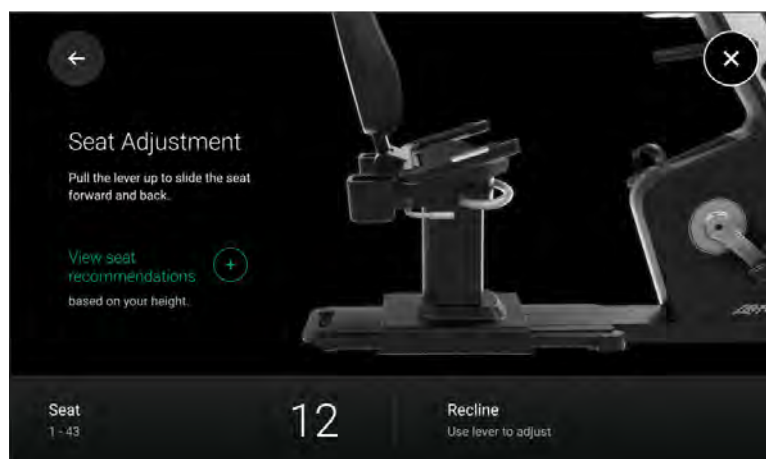 Seat Adjustment
Pull the lever up to slide the seat
forward and back.
View seat
recommendations
based on your height.
Seat
1 - 43
12
Recline
Use lever to adjust